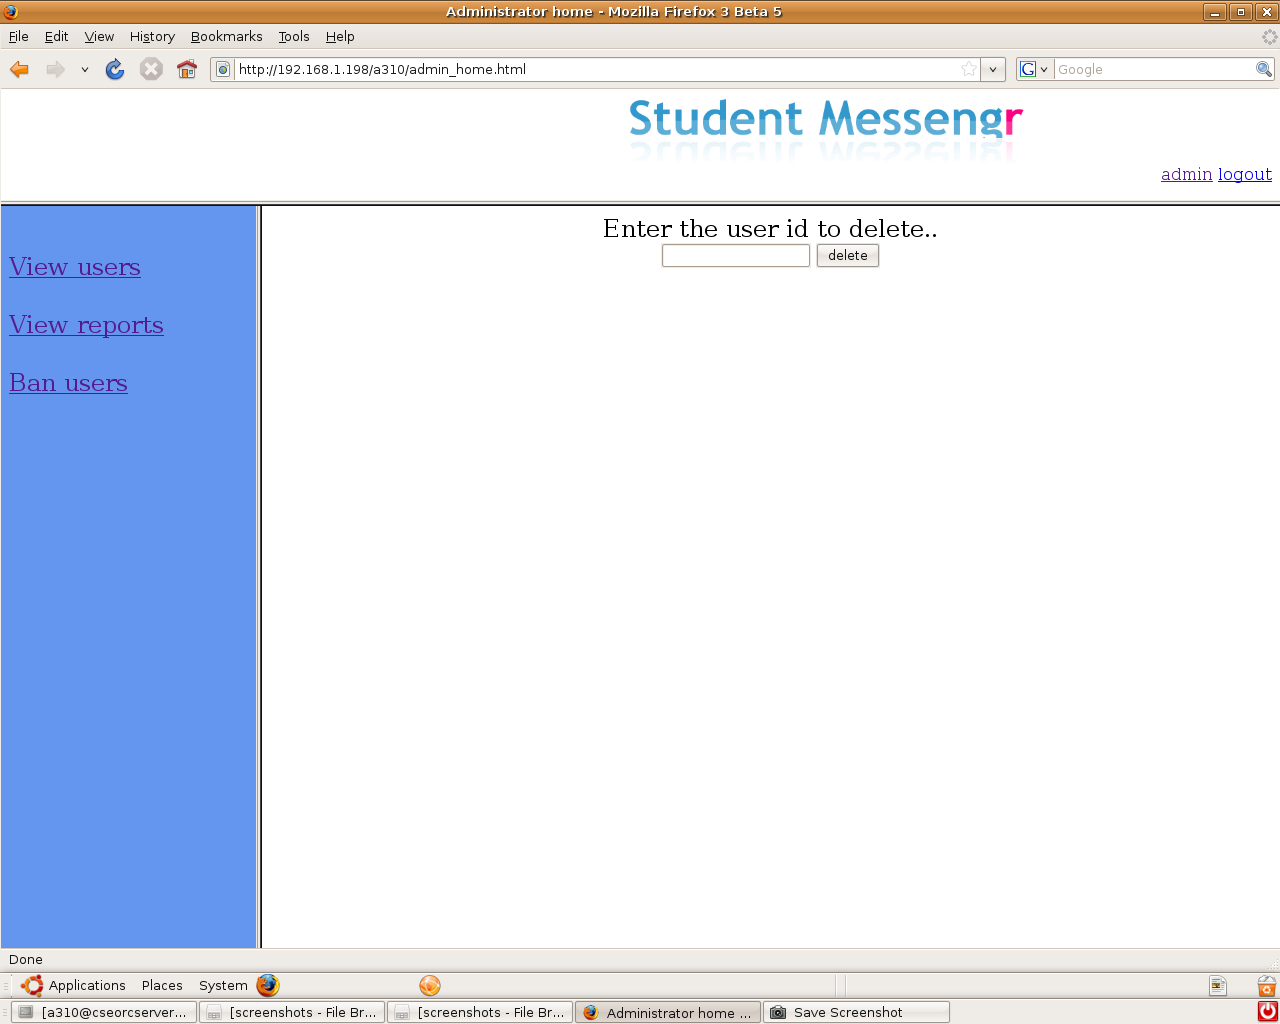 Administrator home - Mozilla Firefox 3 Beta 5
File Edit View History Bookmarks Tools Help
http://192.168.1.198/a310/admin_home.html
G Google
Student Messengr
admin logout
View users
View reports
Ban users
Enter the user id to delete..
delete
Done
Applications Places System
[a310@cseorcserver... [screenshots - File Br... [screenshots - File Br... Administrator home ... Save Screenshot